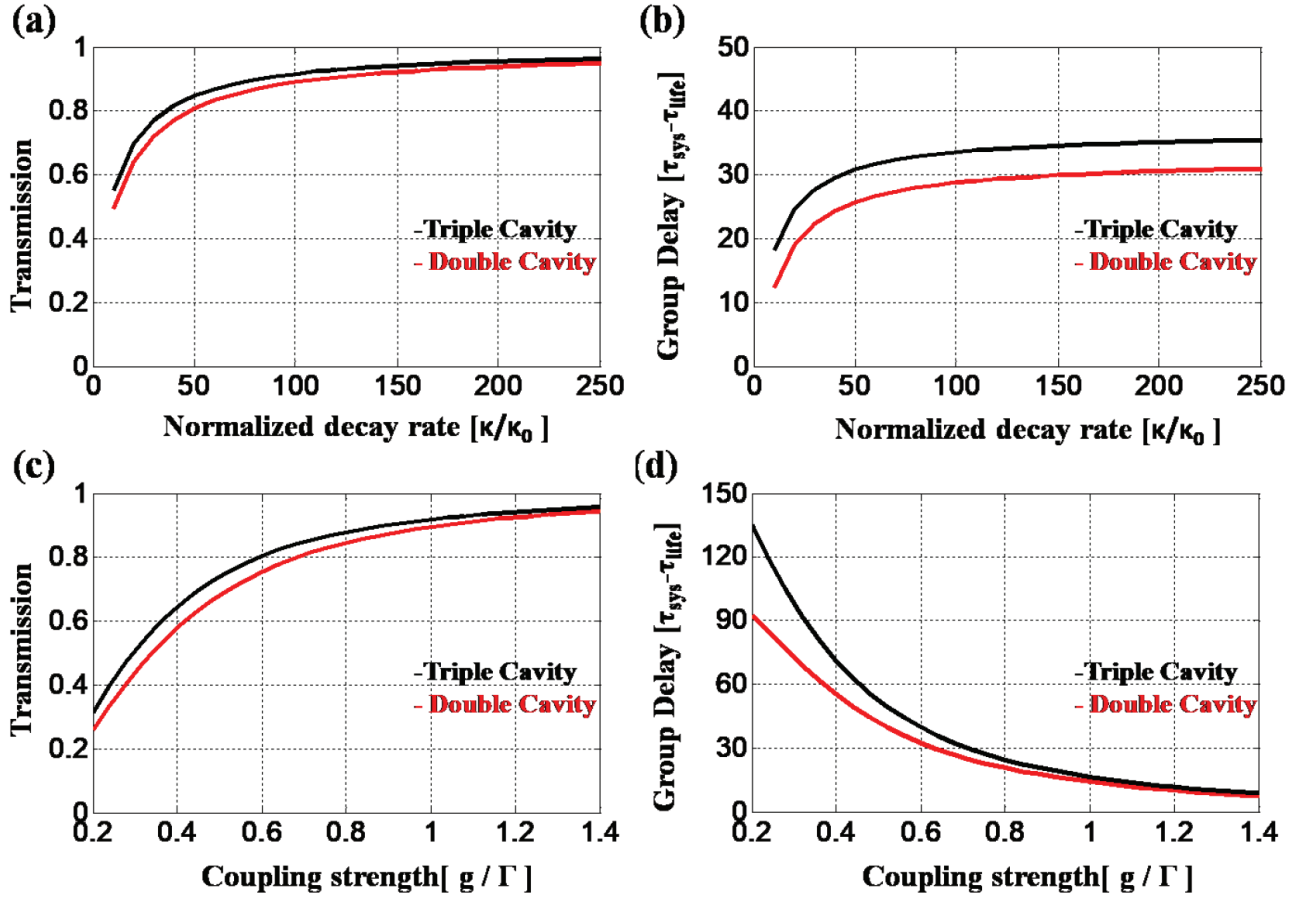 (a)
1
0.8
0.6
0.4
0.2
0
0 50 100 150 200 250
Transmission
Normalized decay rate [κ/κ0 ]
-Triple Cavity
- Double Cavity
(b)
50
40
30
20
10
0
0 50 100 150 200 250
Group Delay [τsys-τlife]
Normalized decay rate [κ/κ0 ]
-Triple Cavity
- Double Cavity
(c)
1
0.8
0.6
0.4
0.2
0
0.2 0.4 0.6 0.8 1 1.2 1.4
Transmission
Coupling strength[ g / Γ ]
-Triple Cavity
- Double Cavity
(d)
150
120
90
60
30
0
0.2 0.4 0.6 0.8 1 1.2 1.4
Group Delay [τsys-τlife]
Coupling strength[ g / Γ ]
-Triple Cavity
- Double Cavity